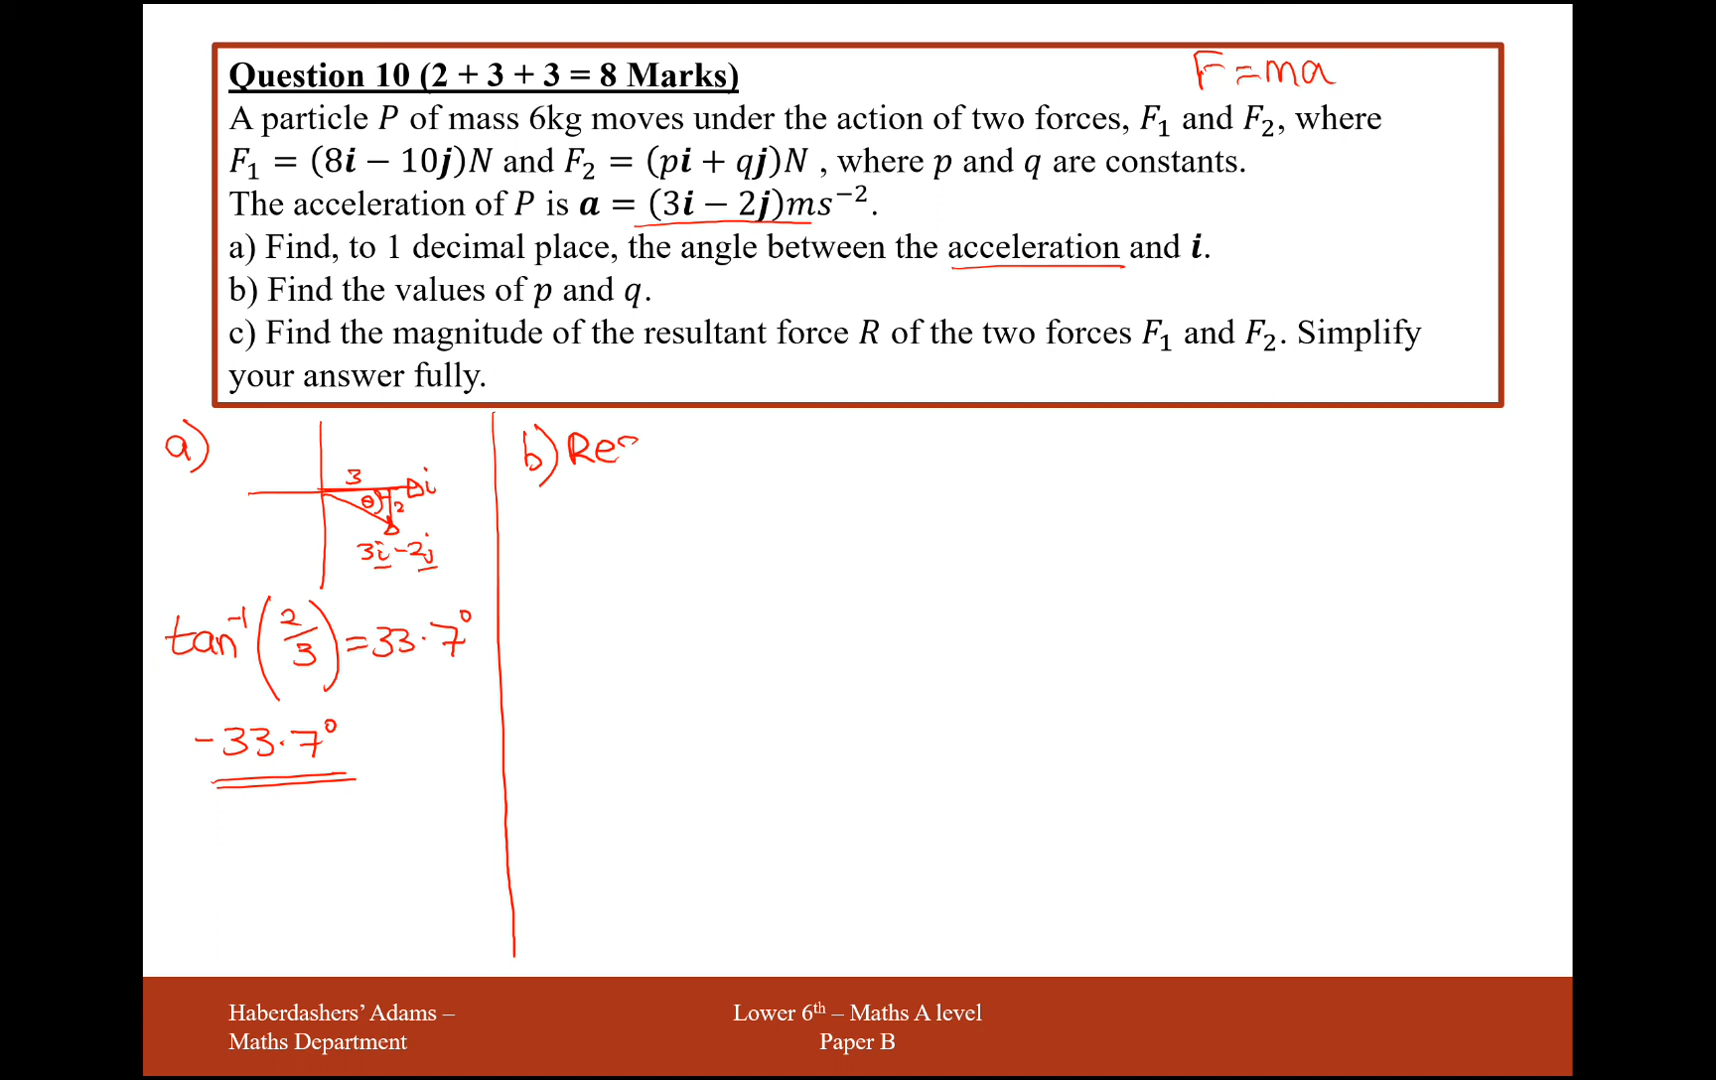 Question 10 (2 + 3 + 3 = 8 Marks)
F = ma
A particle P of mass 6kg moves under the action of two forces, F₁ and F₂, where
F₁ = (8i − 10j)N and F₂ = (pi + qj)N , where p and q are constants.
The acceleration of P is a = (3i − 2j)ms⁻².
a) Find, to 1 decimal place, the angle between the acceleration and i.
b) Find the values of p and q.
c) Find the magnitude of the resultant force R of the two forces F₁ and F₂. Simplify
your answer fully.
a)
3
i
θ
2
3i - 2j
tan⁻¹(2/3) = 33.7°
-33.7°
b) Res
Haberdashers' Adams –
Maths Department
Lower 6th – Maths A level
Paper B